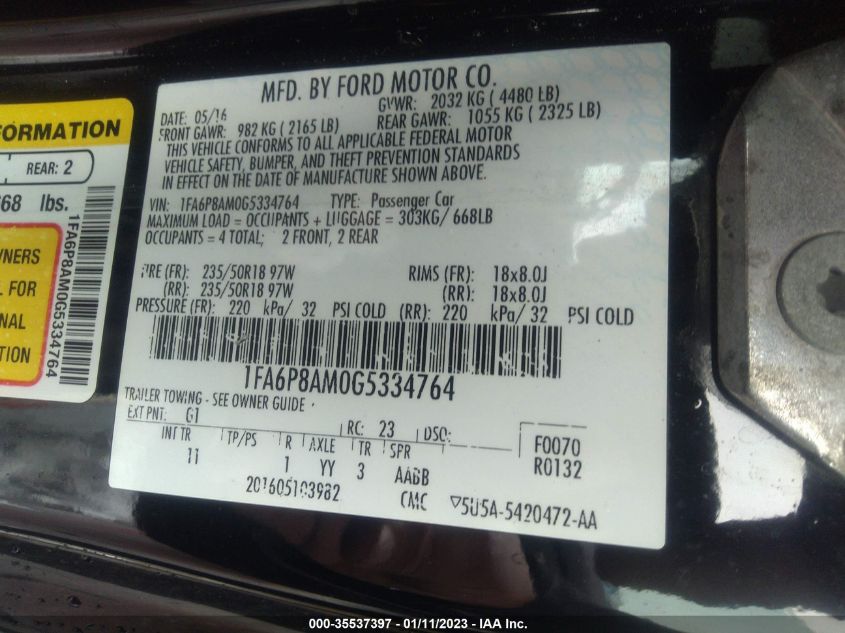 MFD. BY FORD MOTOR CO.
DATE: 05/16
GVWR: 2032 KG ( 4480 LB)
FRONT GAWR: 982 KG ( 2165 LB)
REAR GAWR: 1055 KG ( 2325 LB)
THIS VEHICLE CONFORMS TO ALL APPLICABLE FEDERAL MOTOR
VEHICLE SAFETY, BUMPER, AND THEFT PREVENTION STANDARDS
IN EFFECT ON THE DATE OF MANUFACTURE SHOWN ABOVE.
VIN: 1FA6P8AM0G5334764 TYPE: Passenger Car
MAXIMUM LOAD = OCCUPANTS + LUGGAGE = 303KG/ 668LB
OCCUPANTS = 4 TOTAL; 2 FRONT, 2 REAR
TIRE (FR): 235/50R18 97W RIMS (FR): 18x8.0J
(RR): 235/50R18 97W (RR): 18x8.0J
PRESSURE (FR): 220 kPa/ 32 PSI COLD (RR): 220 kPa/ 32 PSI COLD
1FA6P8AM0G5334764
TRAILER TOWING - SEE OWNER GUIDE
EXT PNT: G1 RC: 23 DSO: F0070
INT TR TP/PS R AXLE TR SPR R0132
11 1 YY 3 AABB
201605103982 CMC 5U5A-5420472-AA
FORMATION
REAR: 2
668 lbs.
WNERS
L FOR
NAL
TION
1FA6P8AM0G5334764
000-35537397 - 01/11/2023 - IAA Inc.